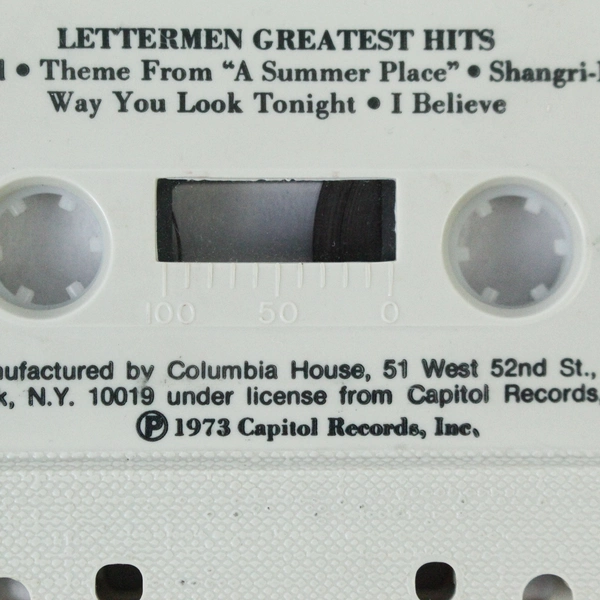 LETTERMEN GREATEST HITS
• Theme From “A Summer Place” • Shangri-
Way You Look Tonight • I Believe
100 50 0
nufactured by Columbia House, 51 West 52nd St.,
k, N.Y. 10019 under license from Capitol Records,
Ⓟ 1973 Capitol Records, Inc.